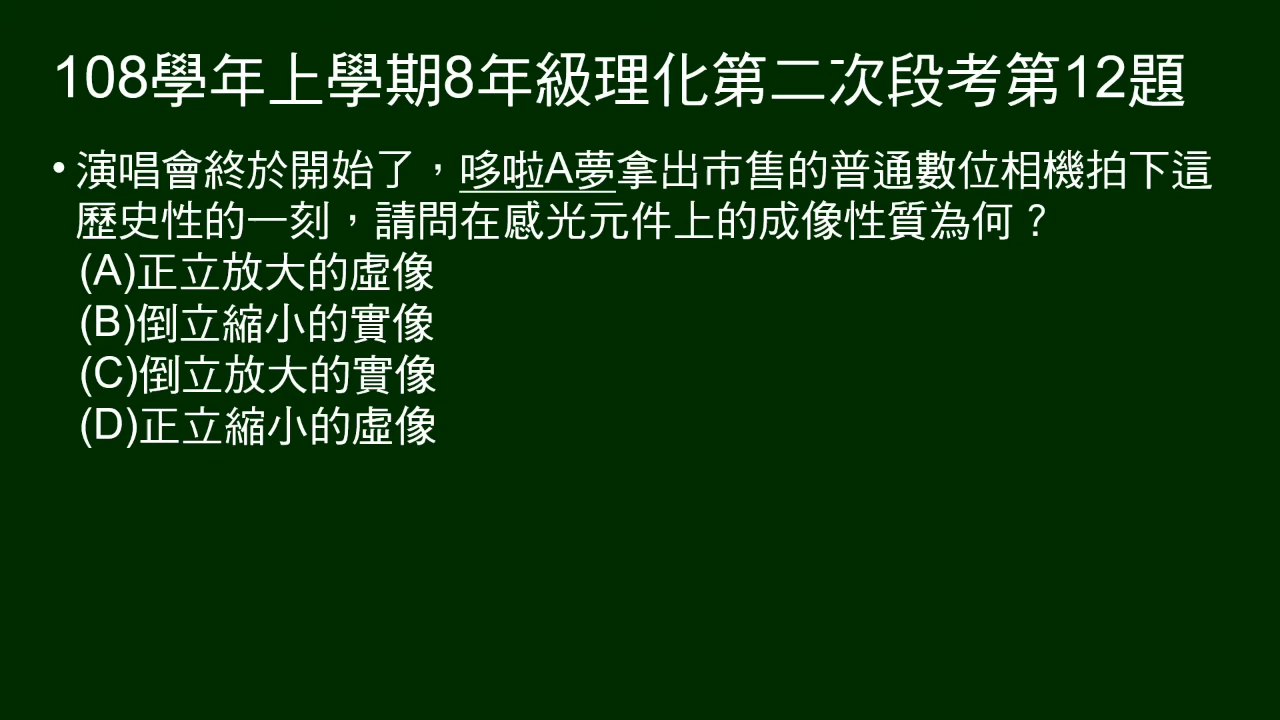 108學年上學期8年級理化第二次段考第12題
• 演唱會終於開始了，哆啦A夢拿出市售的普通數位相機拍下這
歷史性的一刻，請問在感光元件上的成像性質為何？
(A)正立放大的虛像
(B)倒立縮小的實像
(C)倒立放大的實像
(D)正立縮小的虛像